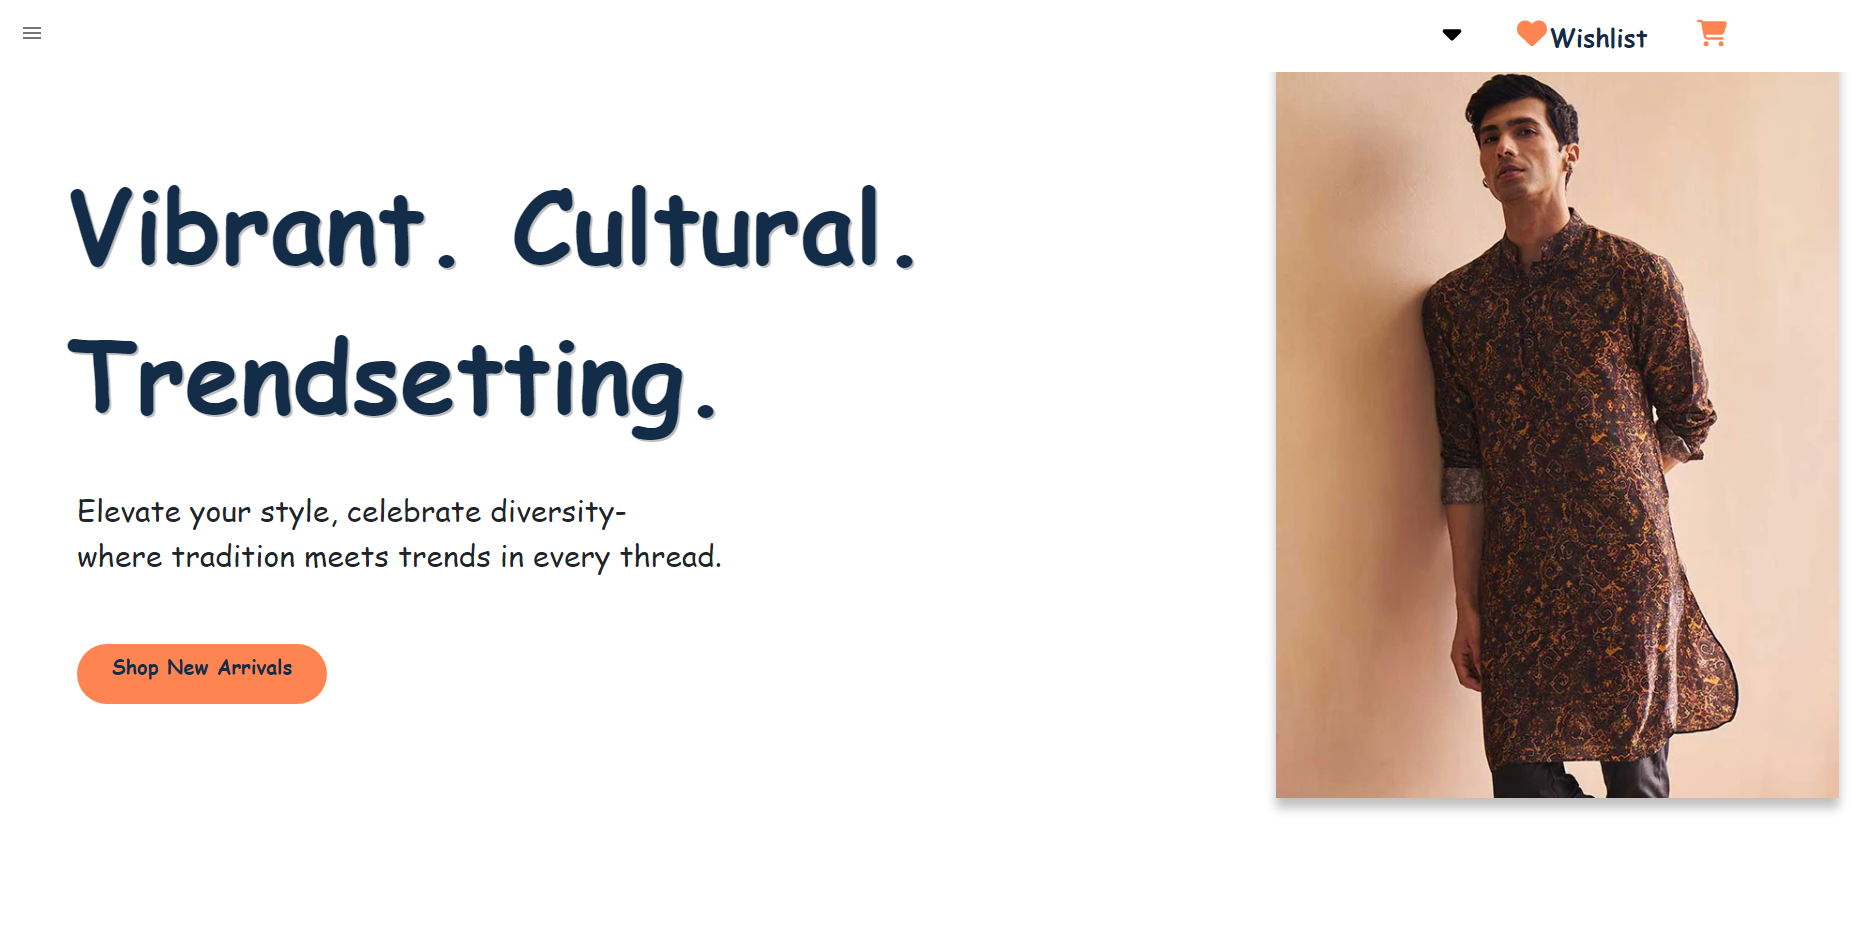 Wishlist
Vibrant. Cultural.
Trendsetting.
Elevate your style, celebrate diversity-
where tradition meets trends in every thread.
Shop New Arrivals